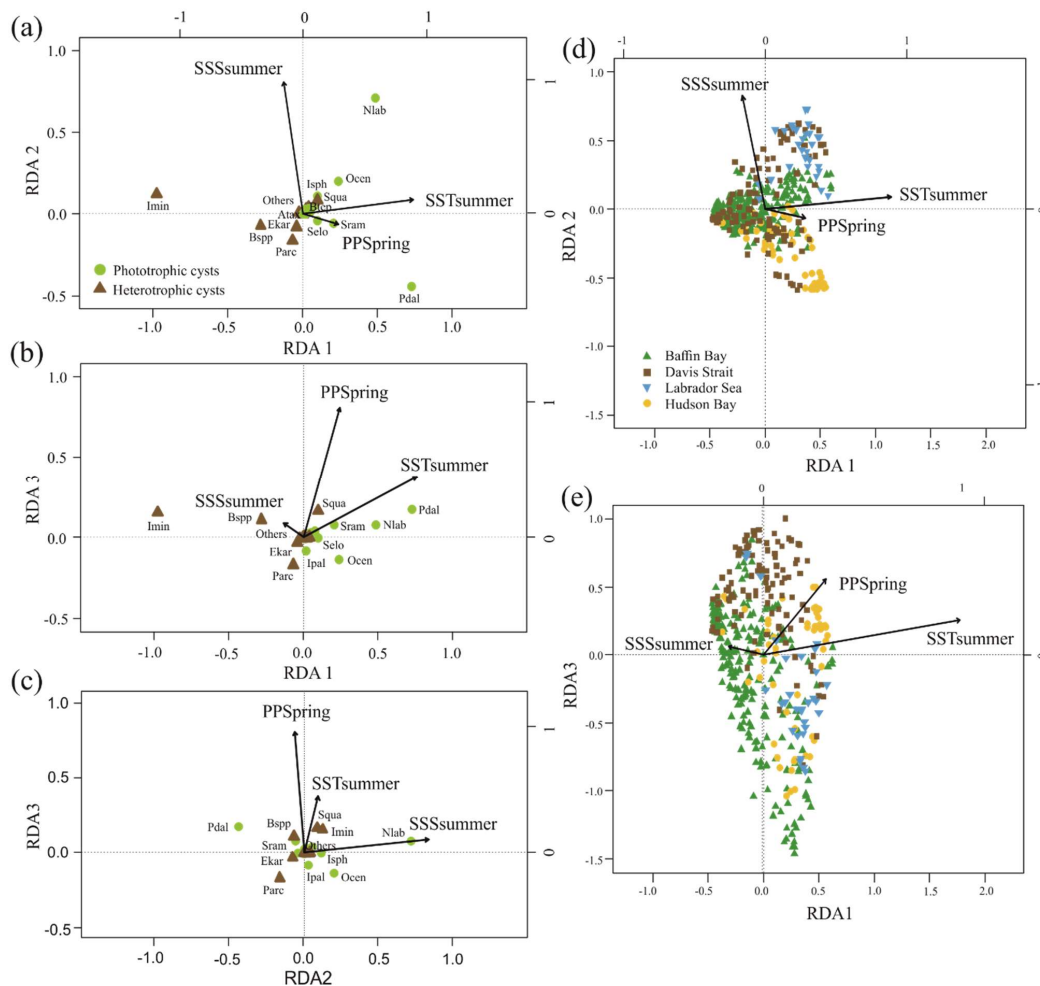 (a)
-1 0 1
1.0
0.5
0.0
-0.5
RDA 2
SSSsummer
Nlab
Isph
Ocen
Others
Squa
Btep
SSTsummer
Imin
Ekar
Selo
Sram
Bspp
PPSpring
Parc
Phototrophic cysts
Heterotrophic cysts
Pdal
1
0
-1.0 -0.5 0.0 0.5 1.0
RDA 1
(b)
1.0
0.5
0.0
-0.5
RDA 3
PPSpring
SSTsummer
SSSsummer
Squa
Pdal
Imin
Bspp
Sram
Nlab
Others
Ekar
Selo
Ipal
Ocen
Parc
1
0
-1.0 -0.5 0.0 0.5 1.0
RDA 1
(c)
1.0
0.5
0.0
-0.5
RDA3
PPSpring
SSTsummer
Squa
SSSsummer
Pdal
Bspp
Imin
Nlab
Sram
Others
Ekar
Isph
Ipal
Parc
Ocen
1
0
-1.0 -0.5 0.0 0.5 1.0
RDA2
(d)
-1 0 1
1.0
0.5
0.0
-0.5
-1.0
-1.5
RDA 2
SSSsummer
SSTsummer
PPSpring
Baffin Bay
Davis Strait
Labrador Sea
Hudson Bay
-1.0 -0.5 0.0 0.5 1.0 1.5 2.0
RDA 1
(e)
0 1
1.0
0.5
0.0
-0.5
-1.0
-1.5
RDA3
PPSpring
SSSsummer
SSTsummer
-1.0 -0.5 0.0 0.5 1.0 1.5 2.0
RDA1